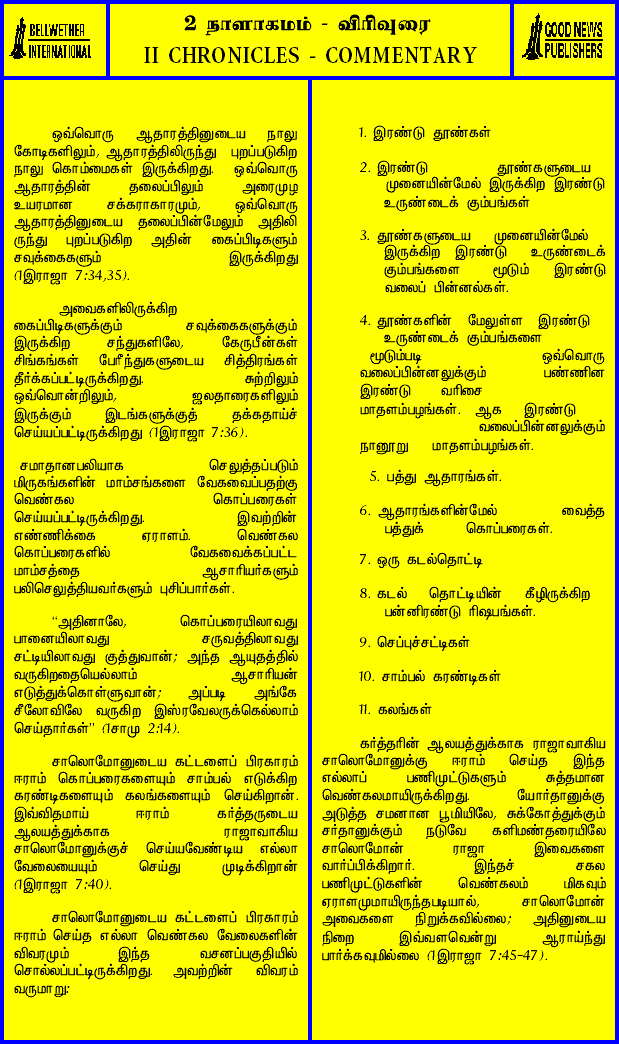 BELLWETHER
INTERNATIONAL
2 நாளாகமம் - விரிவுரை
II CHRONICLES - COMMENTARY
GOOD NEWS
PUBLISHERS
ஒவ்வொரு ஆதாரத்தினுடைய நாலு
கோடிகளிலும், ஆதாரத்திலிருந்து புறப்படுகிற
நாலு கொம்மைகள் இருக்கிறது. ஒவ்வொரு
ஆதாரத்தின் தலைப்பிலும் அரைமுழ
உயரமான சக்கராகாரமும், ஒவ்வொரு
ஆதாரத்தினுடைய தலைப்பின்மேலும் அதிலி
ருந்து புறப்படுகிற அதின் கைப்பிடிகளும்
சவுக்கைகளும் இருக்கிறது
(1இராஜா 7:34,35).
அவைகளிலிருக்கிற
கைப்பிடிகளுக்கும் சவுக்கைகளுக்கும்
இருக்கிற சந்துகளிலே, கேருபீன்கள்
சிங்கங்கள் பேரீந்துகளுடைய சித்திரங்கள்
தீர்க்கப்பட்டிருக்கிறது. சுற்றிலும்
ஒவ்வொன்றிலும், ஜலதாரைகளிலும்
இருக்கும் இடங்களுக்குத் தக்கதாய்ச்
செய்யப்பட்டிருக்கிறது (1இராஜா 7:36).
சமாதானபலியாக செலுத்தப்படும்
மிருகங்களின் மாம்சங்களை வேகவைப்பதற்கு
வெண்கல கொப்பரைகள்
செய்யப்பட்டிருக்கிறது. இவற்றின்
எண்ணிக்கை ஏராளம். வெண்கல
கொப்பரைகளில் வேகவைக்கப்பட்ட
மாம்சத்தை ஆசாரியர்களும்
பலிசெலுத்தியவர்களும் புசிப்பார்கள்.
“அதினாலே, கொப்பரையிலாவது
பானையிலாவது சருவத்திலாவது
சட்டியிலாவது குத்துவான்; அந்த ஆயுதத்தில்
வருகிறதையெல்லாம் ஆசாரியன்
எடுத்துக்கொள்ளுவான்; அப்படி அங்கே
சீலோவிலே வருகிற இஸ்ரவேலருக்கெல்லாம்
செய்தார்கள்” (1சாமு 2:14).
சாலொமோனுடைய கட்டளைப் பிரகாரம்
ஈராம் கொப்பரைகளையும் சாம்பல் எடுக்கிற
கரண்டிகளையும் கலங்களையும் செய்கிறான்.
இவ்விதமாய் ஈராம் கர்த்தருடைய
ஆலயத்துக்காக ராஜாவாகிய
சாலொமோனுக்குச் செய்யவேண்டிய எல்லா
வேலையையும் செய்து முடிக்கிறான்
(1இராஜா 7:40).
சாலொமோனுடைய கட்டளைப் பிரகாரம்
ஈராம் செய்த எல்லா வெண்கல வேலைகளின்
விவரமும் இந்த வசனப்பகுதியில்
சொல்லப்பட்டிருக்கிறது. அவற்றின் விவரம்
வருமாறு:
1. இரண்டு தூண்கள்
2. இரண்டு தூண்களுடைய
முனையின்மேல் இருக்கிற இரண்டு
உருண்டைக் கும்பங்கள்
3. தூண்களுடைய முனையின்மேல்
இருக்கிற இரண்டு உருண்டைக்
கும்பங்களை மூடும் இரண்டு
வலைப் பின்னல்கள்.
4. தூண்களின் மேலுள்ள இரண்டு
உருண்டைக் கும்பங்களை
மூடும்படி ஒவ்வொரு
வலைப்பின்னலுக்கும் பண்ணின
இரண்டு வரிசை
மாதளம்பழங்கள். ஆக இரண்டு
வலைப்பின்னலுக்கும்
நானூறு மாதளம்பழங்கள்.
5. பத்து ஆதாரங்கள்.
6. ஆதாரங்களின்மேல் வைத்த
பத்துக் கொப்பரைகள்.
7. ஒரு கடல்தொட்டி
8. கடல் தொட்டியின் கீழிருக்கிற
பன்னிரண்டு ரிஷபங்கள்.
9. செப்புச்சட்டிகள்
10. சாம்பல் கரண்டிகள்
11. கலங்கள்
கர்த்தரின் ஆலயத்துக்காக ராஜாவாகிய
சாலொமோனுக்கு ஈராம் செய்த இந்த
எல்லாப் பணிமுட்டுகளும் சுத்தமான
வெண்கலமாயிருக்கிறது. யோர்தானுக்கு
அடுத்த சமனான பூமியிலே, சுக்கோத்துக்கும்
சர்தானுக்கும் நடுவே களிமண்தரையிலே
சாலொமோன் ராஜா இவைகளை
வார்ப்பிக்கிறார். இந்தச் சகல
பணிமுட்டுகளின் வெண்கலம் மிகவும்
ஏராளமுமாயிருந்தபடியால், சாலொமோன்
அவைகளை நிறுக்கவில்லை; அதினுடைய
நிறை இவ்வளவென்று ஆராய்ந்து
பார்க்கவுமில்லை (1இராஜா 7:45-47).